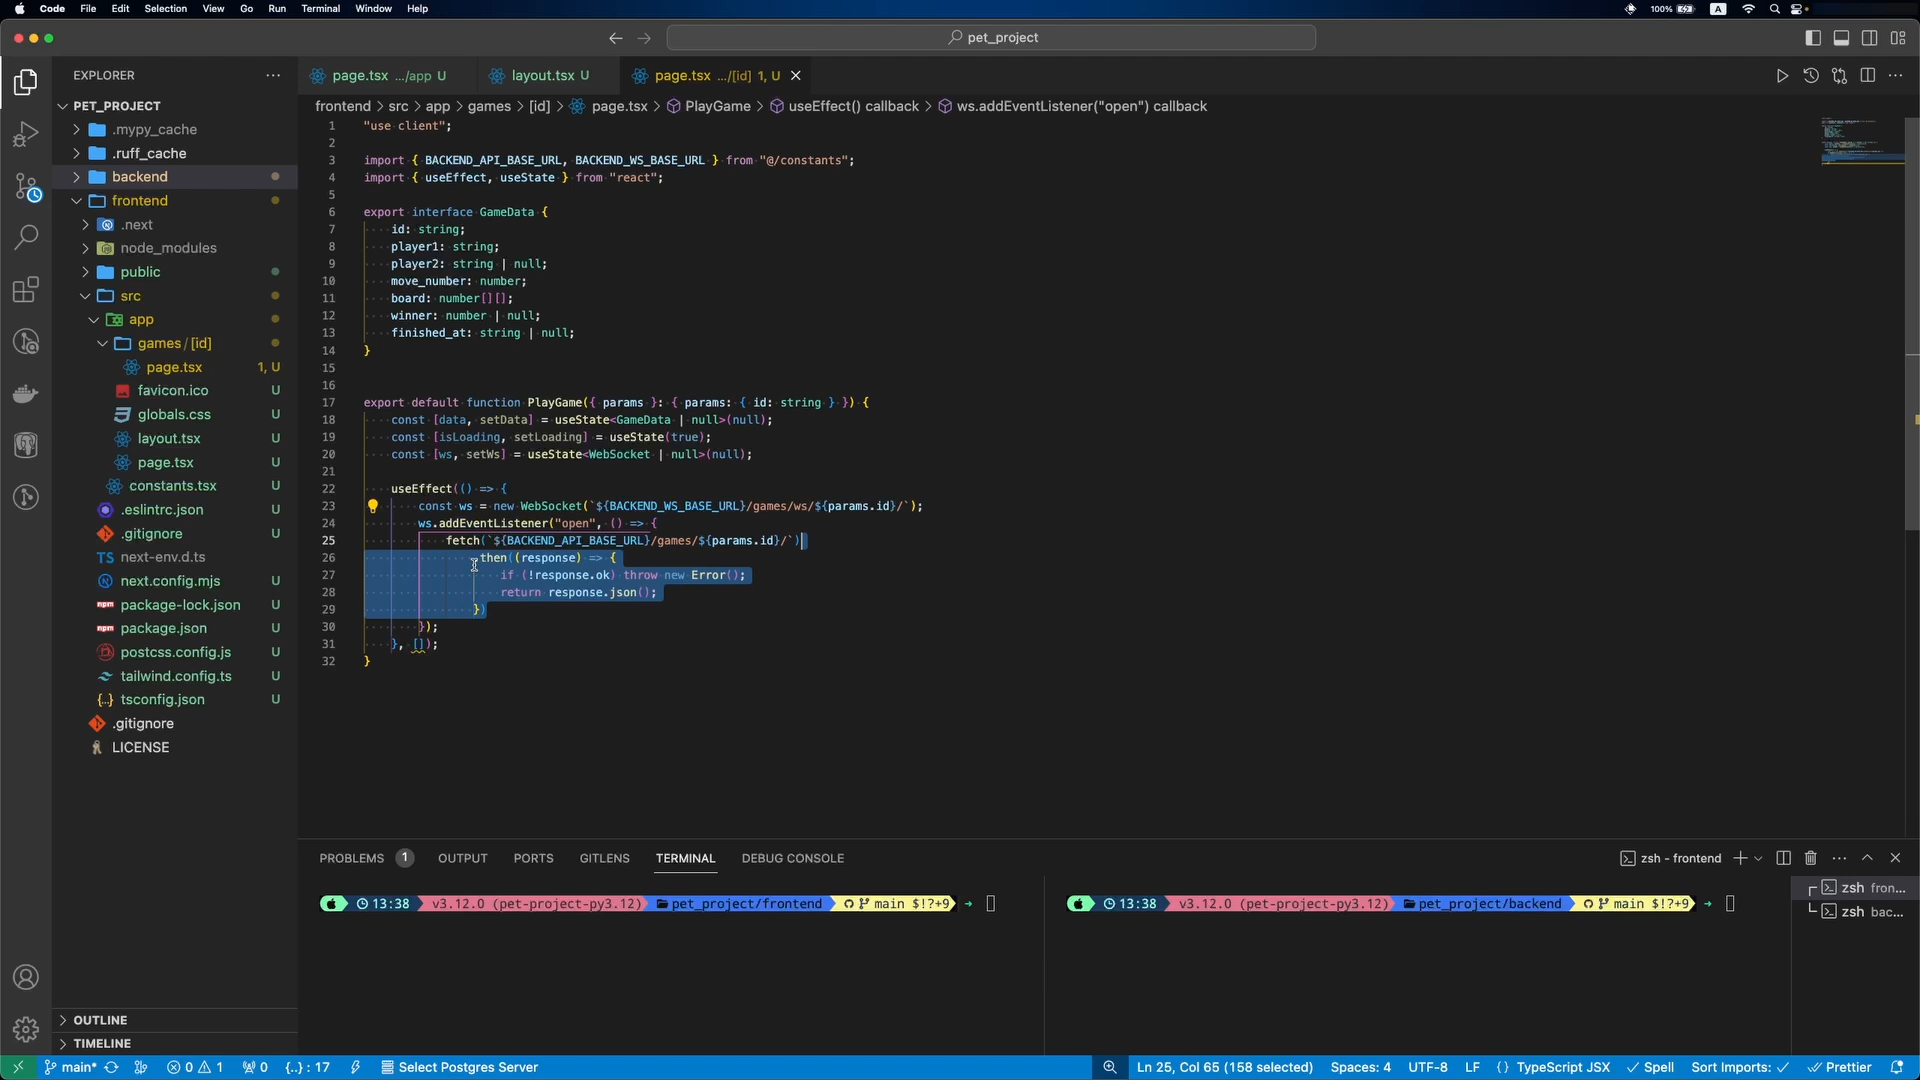 Code File Edit Selection View Go Run Terminal Window Help
100% A
pet_project
EXPLORER
page.tsx .../app U
layout.tsx U
page.tsx .../[id] 1, U
frontend > src > app > games > [id] > page.tsx > PlayGame > useEffect() callback > ws.addEventListener("open") callback
PET_PROJECT
.mypy_cache
.ruff_cache
backend
frontend
.next
node_modules
public
src
app
games / [id]
page.tsx 1, U
favicon.ico U
globals.css U
layout.tsx U
page.tsx U
constants.tsx U
.eslintrc.json U
.gitignore U
next-env.d.ts
next.config.mjs U
package-lock.json U
package.json U
postcss.config.js U
tailwind.config.ts U
tsconfig.json U
.gitignore
LICENSE
OUTLINE
TIMELINE
1 "use client";
2
3 import { BACKEND_API_BASE_URL, BACKEND_WS_BASE_URL } from "@/constants";
4 import { useEffect, useState } from "react";
5
6 export interface GameData {
7 id: string;
8 player1: string;
9 player2: string | null;
10 move_number: number;
11 board: number[][];
12 winner: number | null;
13 finished_at: string | null;
14 }
15
16
17 export default function PlayGame({ params }: { params: { id: string } }) {
18 const [data, setData] = useState<GameData | null>(null);
19 const [isLoading, setLoading] = useState(true);
20 const [ws, setWs] = useState<WebSocket | null>(null);
21
22 useEffect(() => {
23 const ws = new WebSocket(`${BACKEND_WS_BASE_URL}/games/ws/${params.id}/`);
24 ws.addEventListener("open", () => {
25 fetch(`${BACKEND_API_BASE_URL}/games/${params.id}/`)
26 .then((response) => {
27 if (!response.ok) throw new Error();
28 return response.json();
29 })
30 });
31 }, []);
32 }
PROBLEMS 1 OUTPUT PORTS GITLENS TERMINAL DEBUG CONSOLE
zsh - frontend
13:38 v3.12.0 (pet-project-py3.12) pet_project/frontend main $!?+9 →
13:38 v3.12.0 (pet-project-py3.12) pet_project/backend main $!?+9 →
zsh fron...
zsh bac...
main* 0 1 0 {..} : 17 Select Postgres Server
Ln 25, Col 65 (158 selected) Spaces: 4 UTF-8 LF {} TypeScript JSX Spell Sort Imports: Prettier